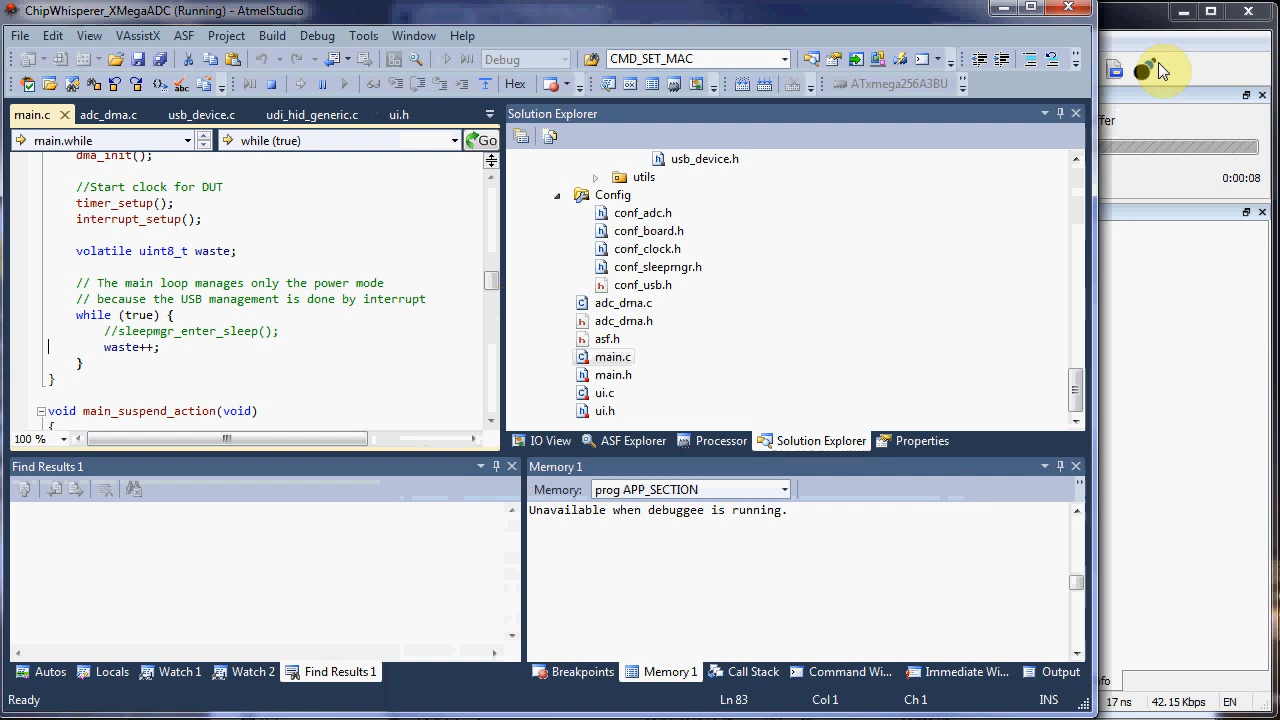 ChipWhisperer_XMegaADC (Running) - AtmelStudio
File Edit View VAssistX ASF Project Build Debug Tools Window Help
Debug CMD_SET_MAC
Hex ATxmega256A3BU
main.c adc_dma.c usb_device.c udi_hid_generic.c ui.h
main.while while (true) Go
dma_init();
//Start clock for DUT
timer_setup();
interrupt_setup();
volatile uint8_t waste;
// The main loop manages only the power mode
// because the USB management is done by interrupt
while (true) {
//sleepmgr_enter_sleep();
waste++;
}
}
void main_suspend_action(void)
{
100 %
Solution Explorer
usb_device.h
utils
Config
conf_adc.h
conf_board.h
conf_clock.h
conf_sleepmgr.h
conf_usb.h
adc_dma.c
adc_dma.h
asf.h
main.c
main.h
ui.c
ui.h
IO View ASF Explorer Processor Solution Explorer Properties
Find Results 1
Memory 1
Memory: prog APP_SECTION
Unavailable when debuggee is running.
Autos Locals Watch 1 Watch 2 Find Results 1
Breakpoints Memory 1 Call Stack Command Wi... Immediate Wi... Output
Ready Ln 83 Col 1 Ch 1 INS
ffer
0:00:08
nfo
17 ns 42.15 Kbps EN